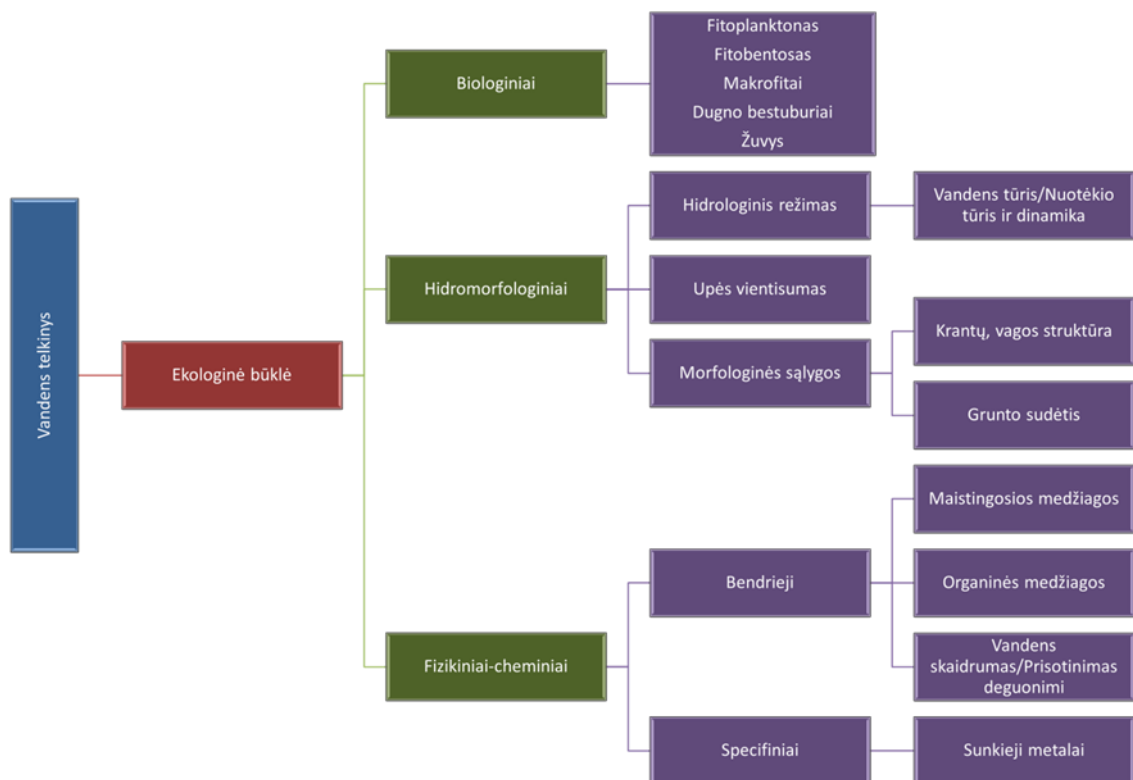 Vandens telkinys
Ekologinė būklė
Biologiniai
Fitoplanktonas
Fitobentosas
Makrofitai
Dugno bestuburiai
Žuvys
Hidromorfologiniai
Hidrologinis režimas
Vandens tūris/Nuotėkio
tūris ir dinamika
Upės vientisumas
Morfologinės sąlygos
Krantų, vagos struktūra
Grunto sudėtis
Fizikiniai-cheminiai
Bendrieji
Maistingosios medžiagos
Organinės medžiagos
Vandens
skaidrumas/Prisotinimas
deguonimi
Specifiniai
Sunkieji metalai